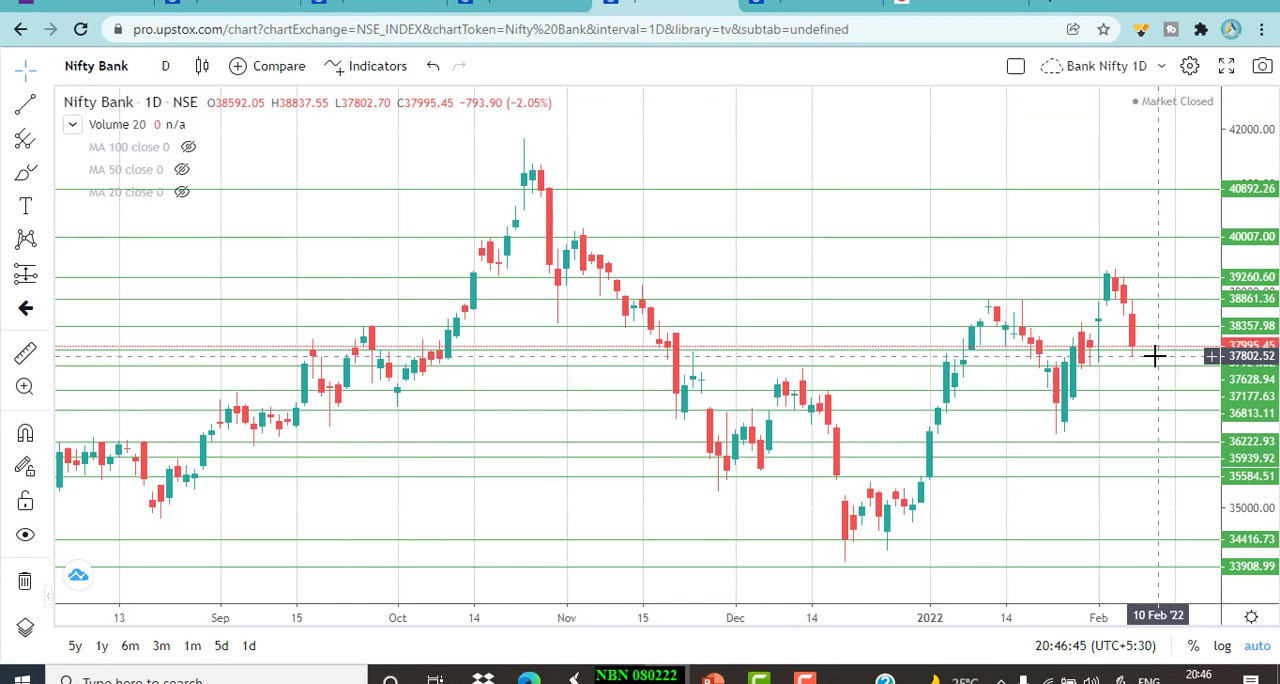 pro.upstox.com/chart?chartExchange=NSE_INDEX&chartToken=Nifty%20Bank&interval=1D&library=tv&subtab=undefined
Nifty Bank D Compare Indicators Bank Nifty 1D
Nifty Bank · 1D · NSE O38592.05 H38837.55 L37802.70 C37995.45 −793.90 (−2.05%)
Market Closed
Volume 20 0 n/a
MA 100 close 0
MA 50 close 0
MA 20 close 0
42000.00
40892.26
40007.00
39260.60
38861.36
38357.98
37995.45
37802.52
37628.94
37177.63
36813.11
36222.93
35939.92
35584.51
35000.00
34416.73
33908.99
13 Sep 15 Oct 14 Nov 15 Dec 14 2022 14 Feb 10 Feb '22
5y 1y 6m 3m 1m 5d 1d 20:46:45 (UTC+5:30) % log auto
Type here to search NBN 080222 25°C ENG 20:46